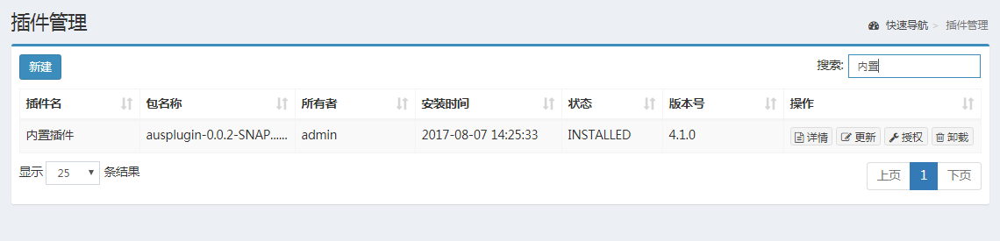 插件管理
快速导航 > 插件管理
新建
搜索: 内置
插件名 包名称 所有者 安装时间 状态 版本号 操作
内置插件 ausplugin-0.0.2-SNAP...... admin 2017-08-07 14:25:33 INSTALLED 4.1.0 详情 更新 授权 卸载
显示 25 条结果
上页 1 下页